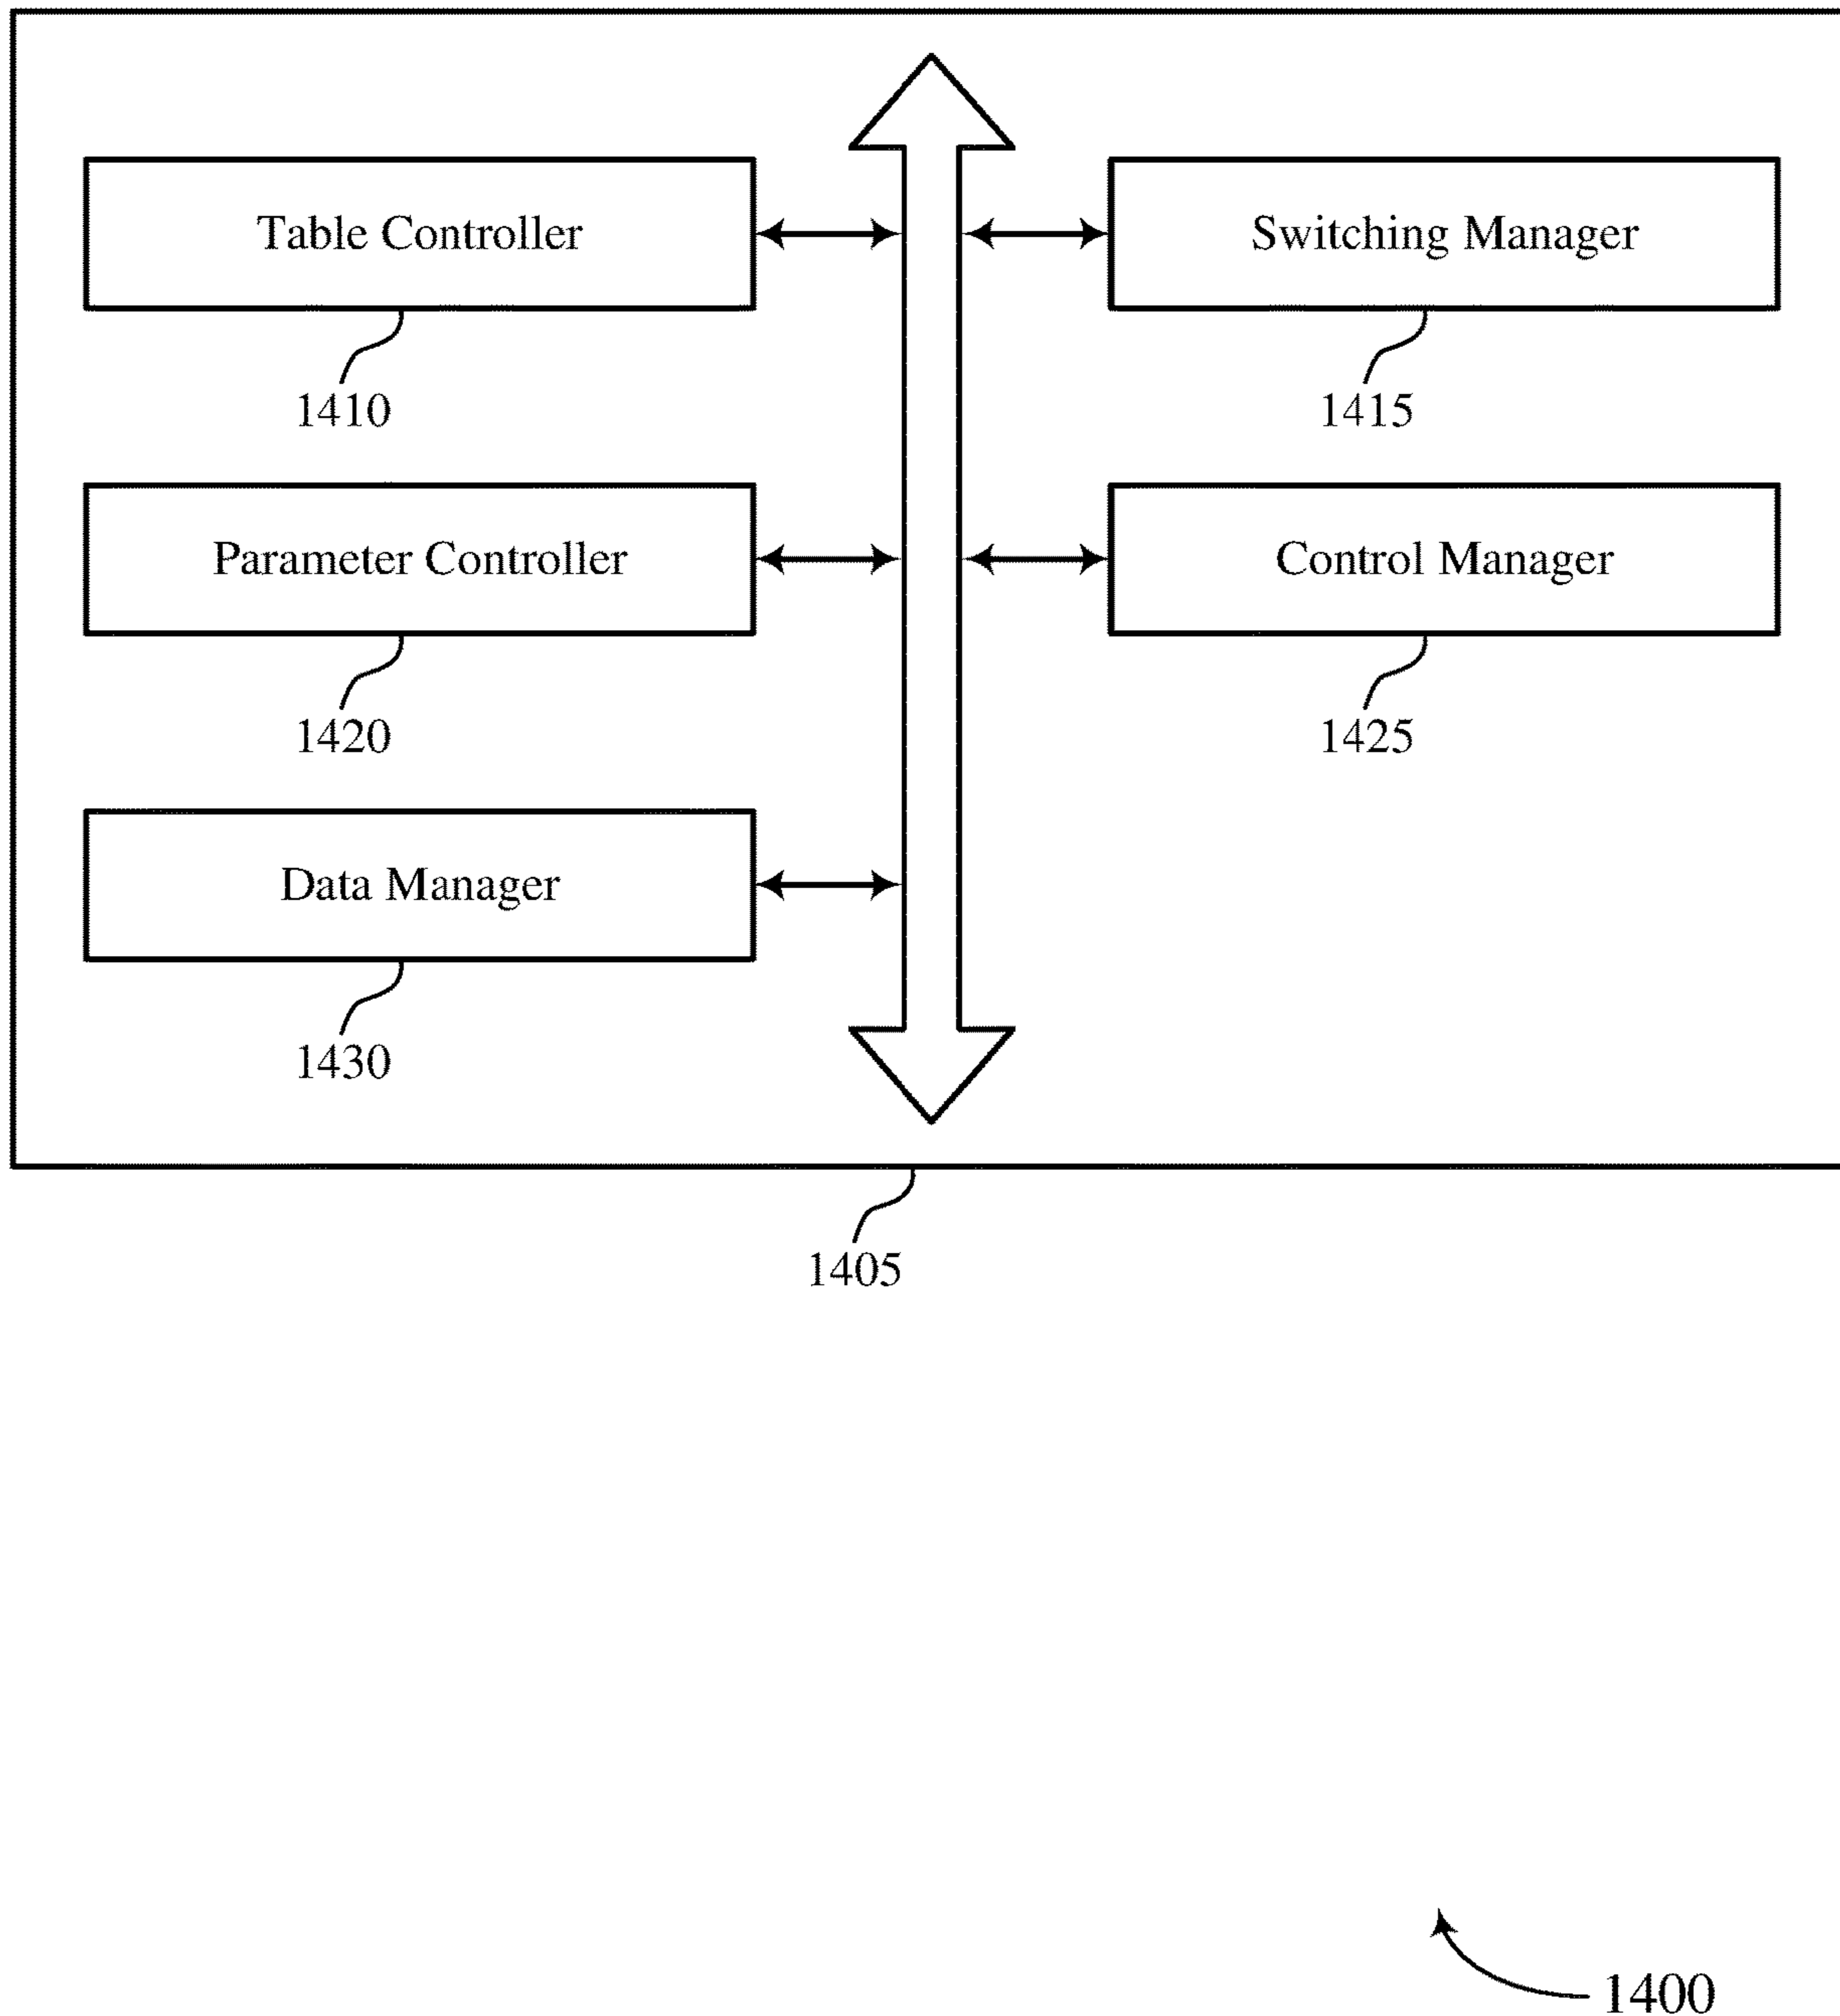 Table Controller
Switching Manager
1410
1415
Parameter Controller
Control Manager
1420
1425
Data Manager
1430
1405
1400